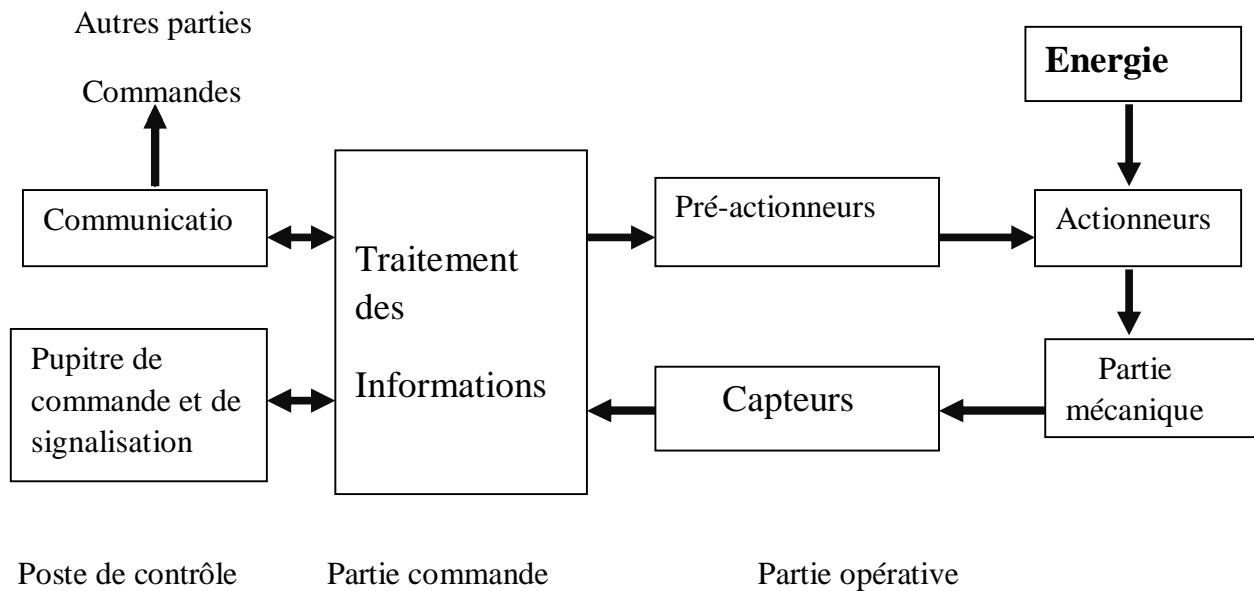 Autres parties
Commandes
Energie
Communicatio
Traitement
des
Informations
Pré-actionneurs
Actionneurs
Pupitre de
commande et de
signalisation
Capteurs
Partie
mécanique
Poste de contrôle
Partie commande
Partie opérative